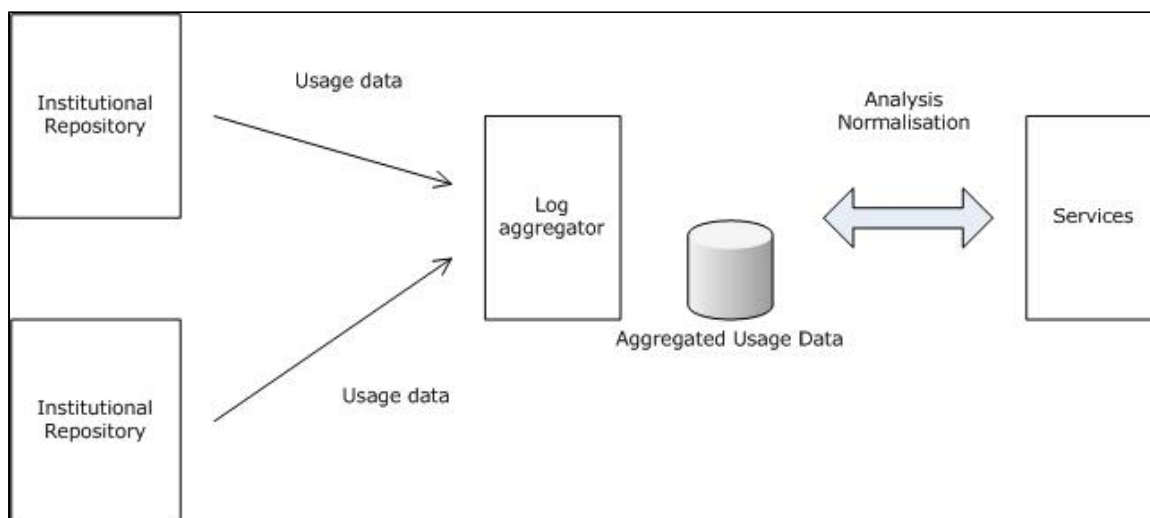 Institutional
Repository
Usage data
Log
aggregator
Aggregated Usage Data
Analysis
Normalisation
Services
Institutional
Repository
Usage data